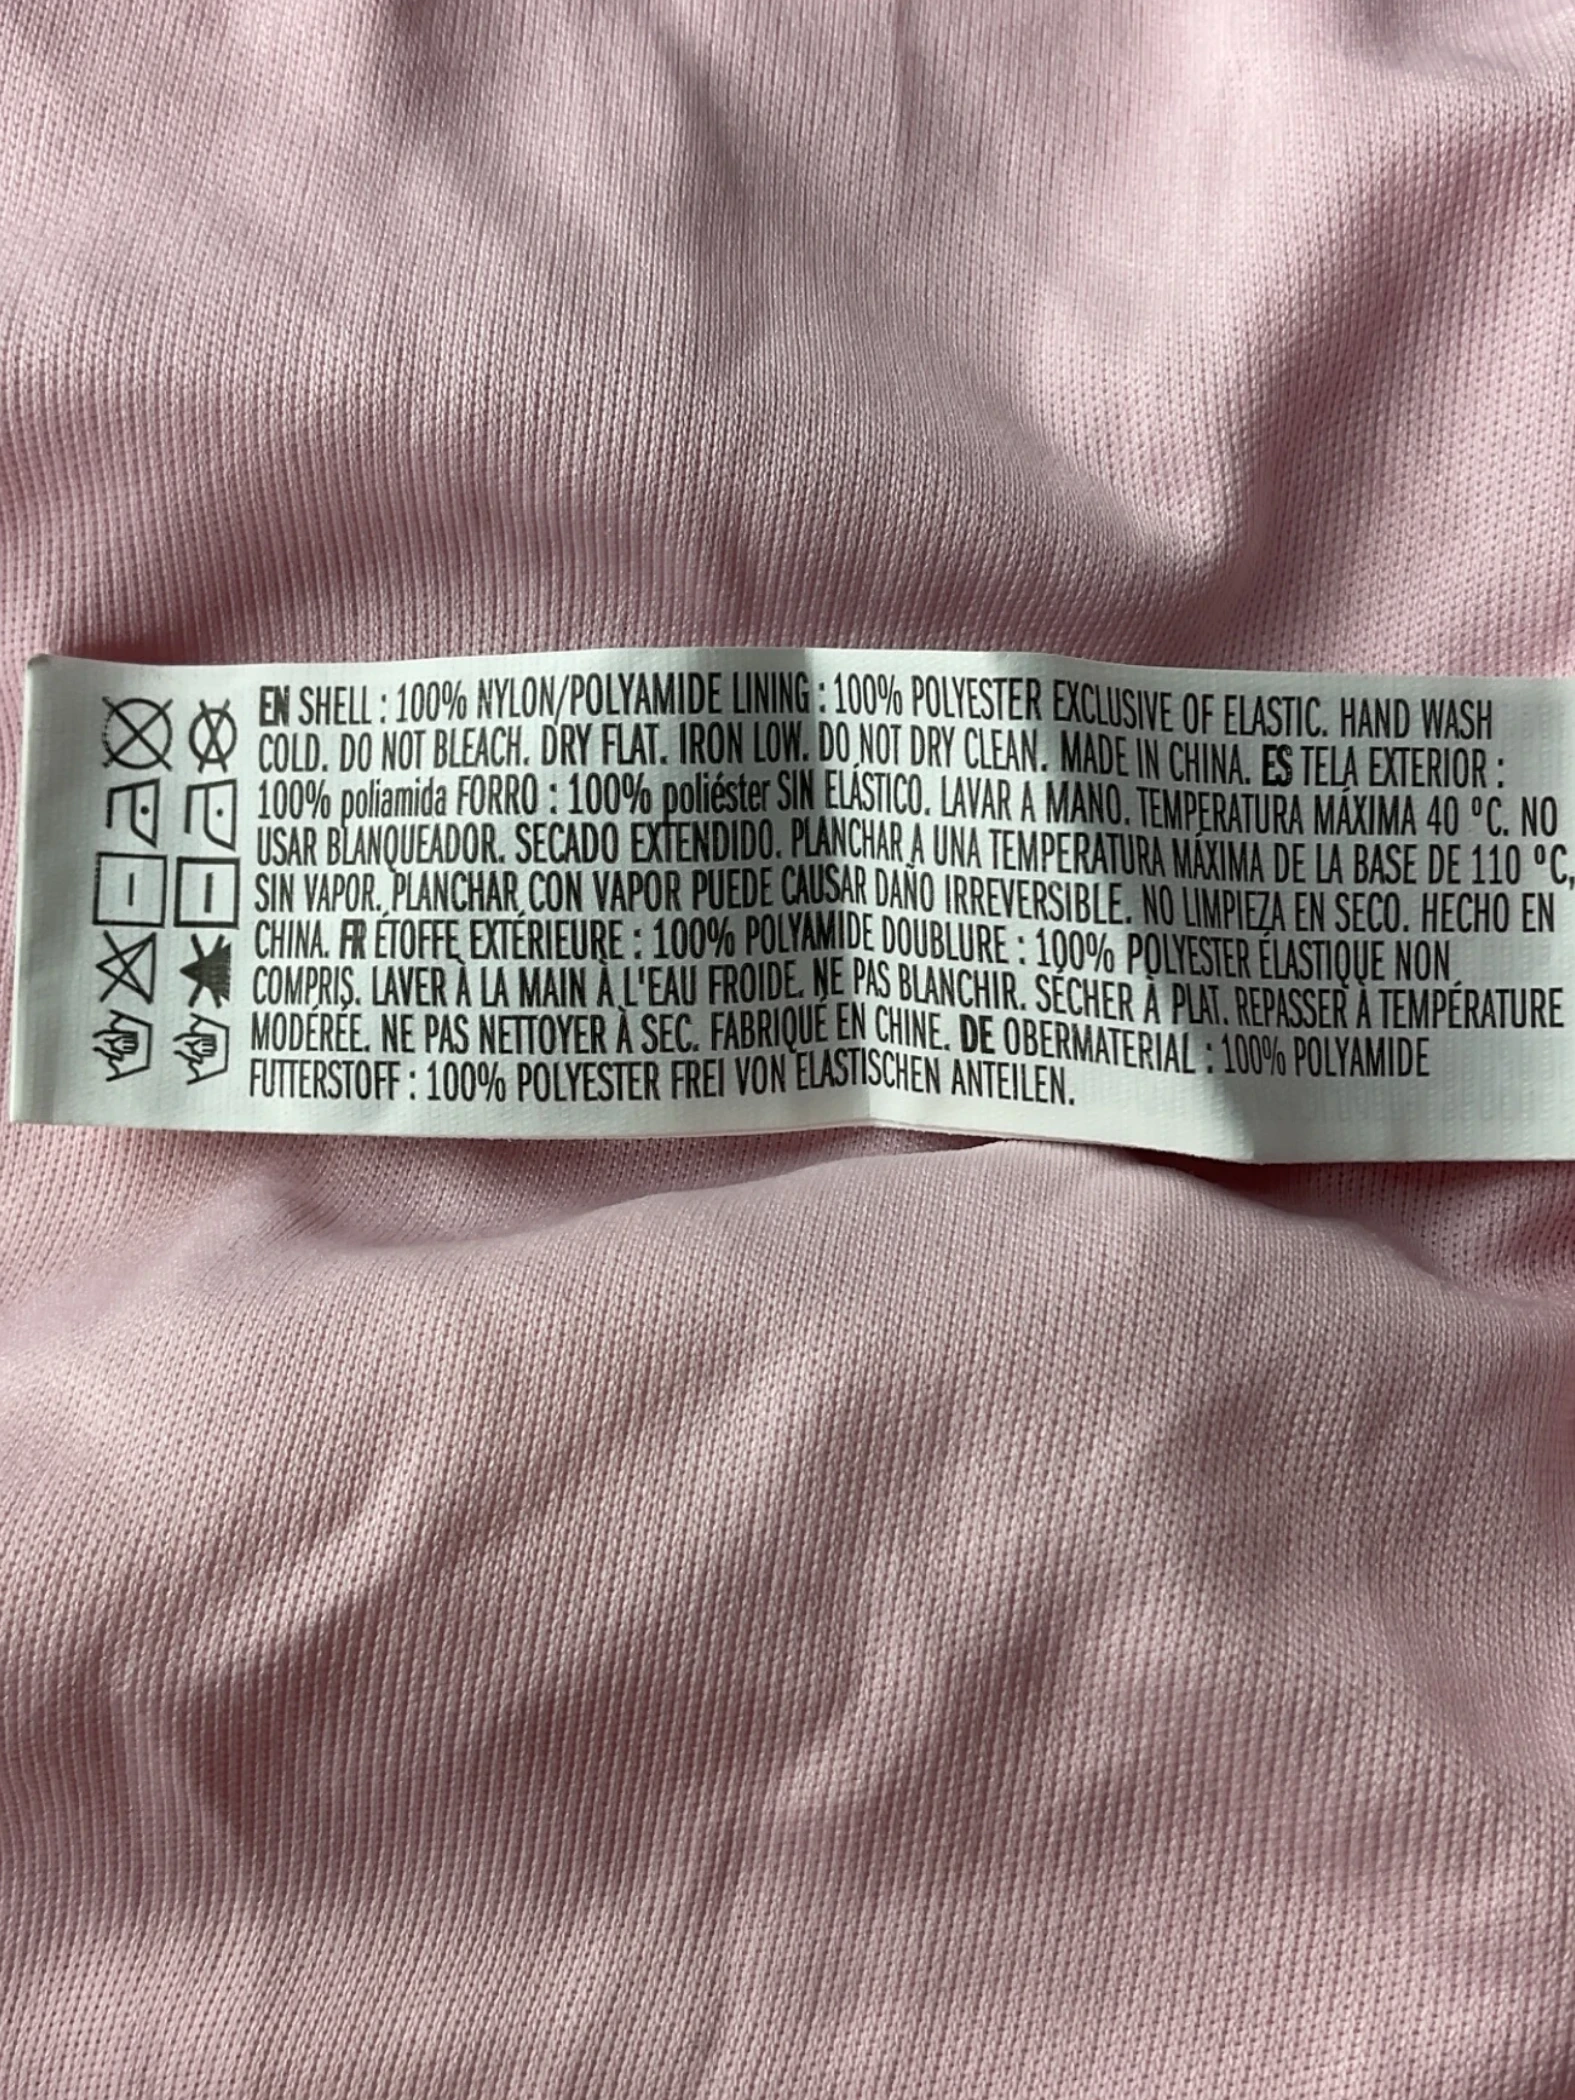 EN SHELL : 100% NYLON/POLYAMIDE LINING : 100% POLYESTER EXCLUSIVE OF ELASTIC. HAND WASH
COLD. DO NOT BLEACH. DRY FLAT. IRON LOW. DO NOT DRY CLEAN. MADE IN CHINA. ES TELA EXTERIOR :
100% poliamida FORRO : 100% poliéster SIN ELÁSTICO. LAVAR A MANO. TEMPERATURA MÁXIMA 40 ºC. NO
USAR BLANQUEADOR. SECADO EXTENDIDO. PLANCHAR A UNA TEMPERATURA MÁXIMA DE LA BASE DE 110 ºC,
SIN VAPOR. PLANCHAR CON VAPOR PUEDE CAUSAR DAÑO IRREVERSIBLE. NO LIMPIEZA EN SECO. HECHO EN
CHINA. FR ÉTOFFE EXTÉRIEURE : 100% POLYAMIDE DOUBLURE : 100% POLYESTER ÉLASTIQUE NON
COMPRIS. LAVER À LA MAIN À L'EAU FROIDE. NE PAS BLANCHIR. SÉCHER À PLAT. REPASSER À TEMPÉRATURE
MODÉRÉE. NE PAS NETTOYER À SEC. FABRIQUÉ EN CHINE. DE OBERMATERIAL : 100% POLYAMIDE
FUTTERSTOFF : 100% POLYESTER FREI VON ELASTISCHEN ANTEILEN.